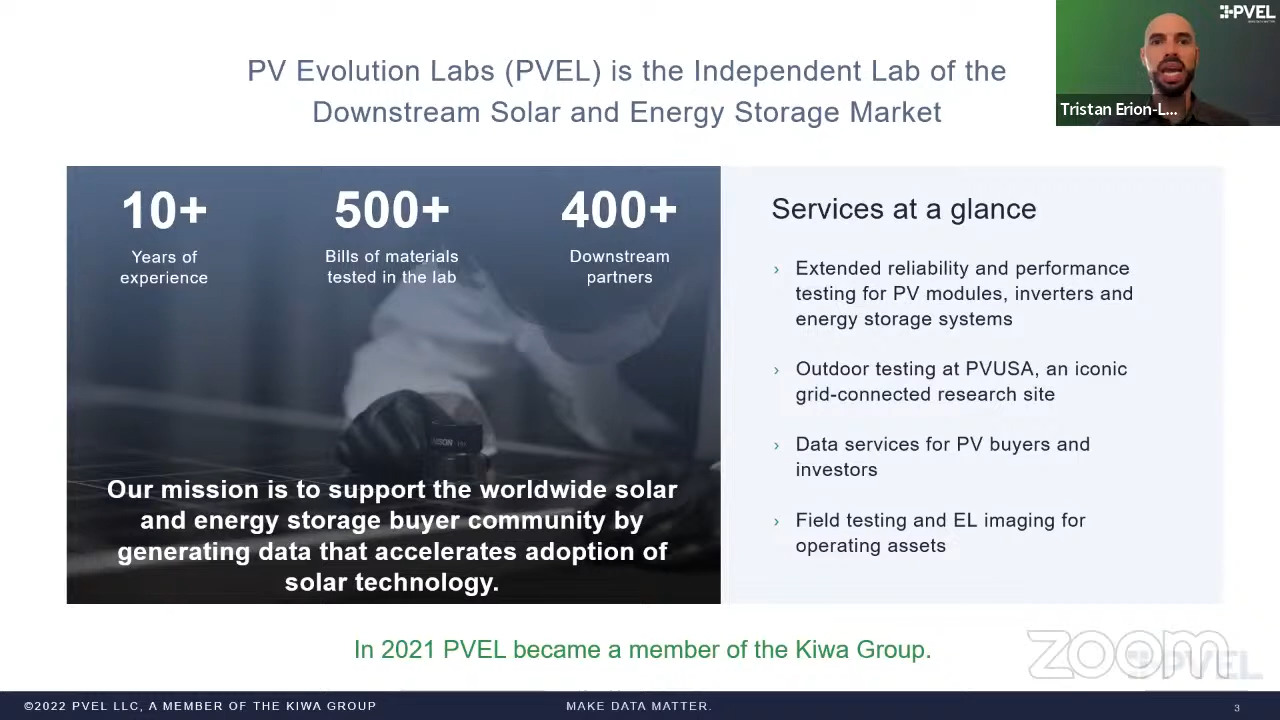 PV Evolution Labs (PVEL) is the Independent Lab of the
Downstream Solar and Energy Storage Market
PVEL
Tristan Erion-L...
10+
Years of
experience
500+
Bills of materials
tested in the lab
400+
Downstream
partners
Our mission is to support the worldwide solar
and energy storage buyer community by
generating data that accelerates adoption of
solar technology.
Services at a glance
› Extended reliability and performance
testing for PV modules, inverters and
energy storage systems
› Outdoor testing at PVUSA, an iconic
grid-connected research site
› Data services for PV buyers and
investors
› Field testing and EL imaging for
operating assets
In 2021 PVEL became a member of the Kiwa Group.
zoom
PVEL
©2022 PVEL LLC, A MEMBER OF THE KIWA GROUP
MAKE DATA MATTER.
3